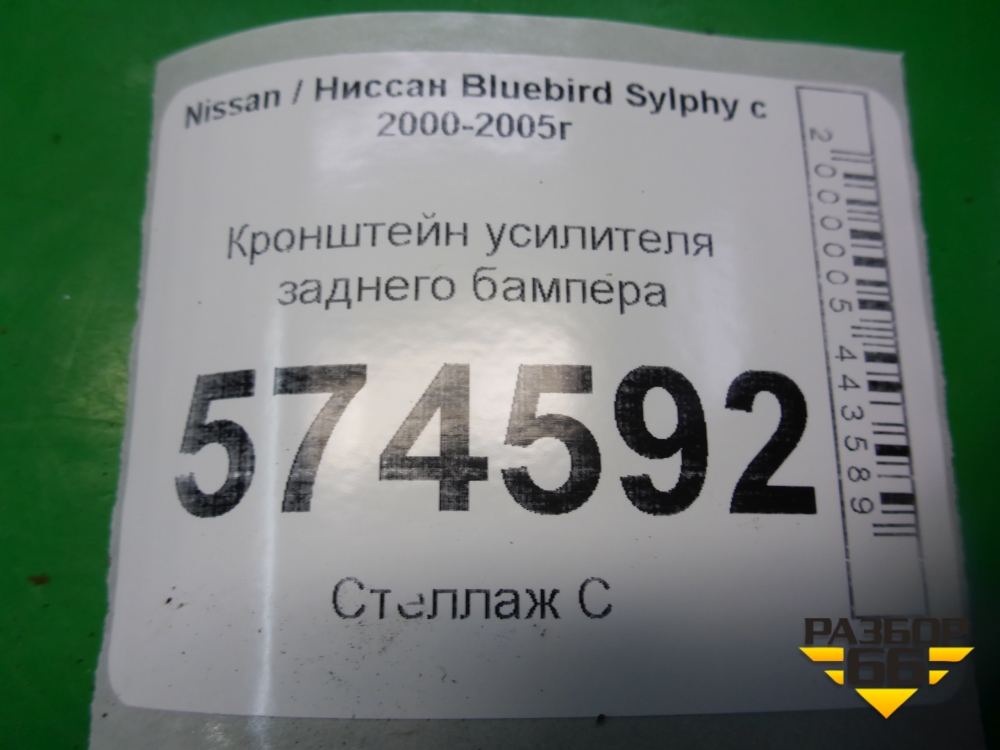 Nissan / Ниссан Bluebird Sylphy с
2000-2005г
Кронштейн усилителя
заднего бампера
574592
Стеллаж С
2000005443589
РАЗБОР
66